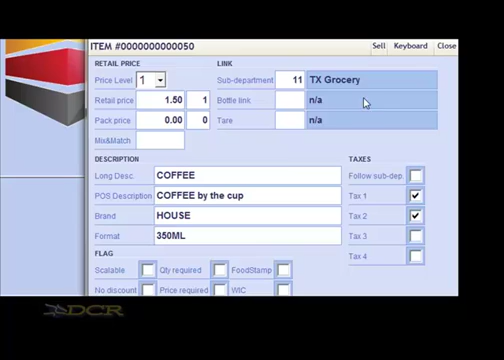 ITEM #0000000000050 Sell Keyboard Close
RETAIL PRICE LINK
Price Level 1 Sub-department 11 TX Grocery
Retail price 1.50 1 Bottle link n/a
Pack price 0.00 0 Tare n/a
Mix&Match
DESCRIPTION TAXES
Long Desc. COFFEE Follow sub-dep.
POS Description COFFEE by the cup Tax 1
Brand HOUSE Tax 2
Format 350ML Tax 3
Tax 4
FLAG
Scalable Qty required FoodStamp
No discount Price required WIC
DCR